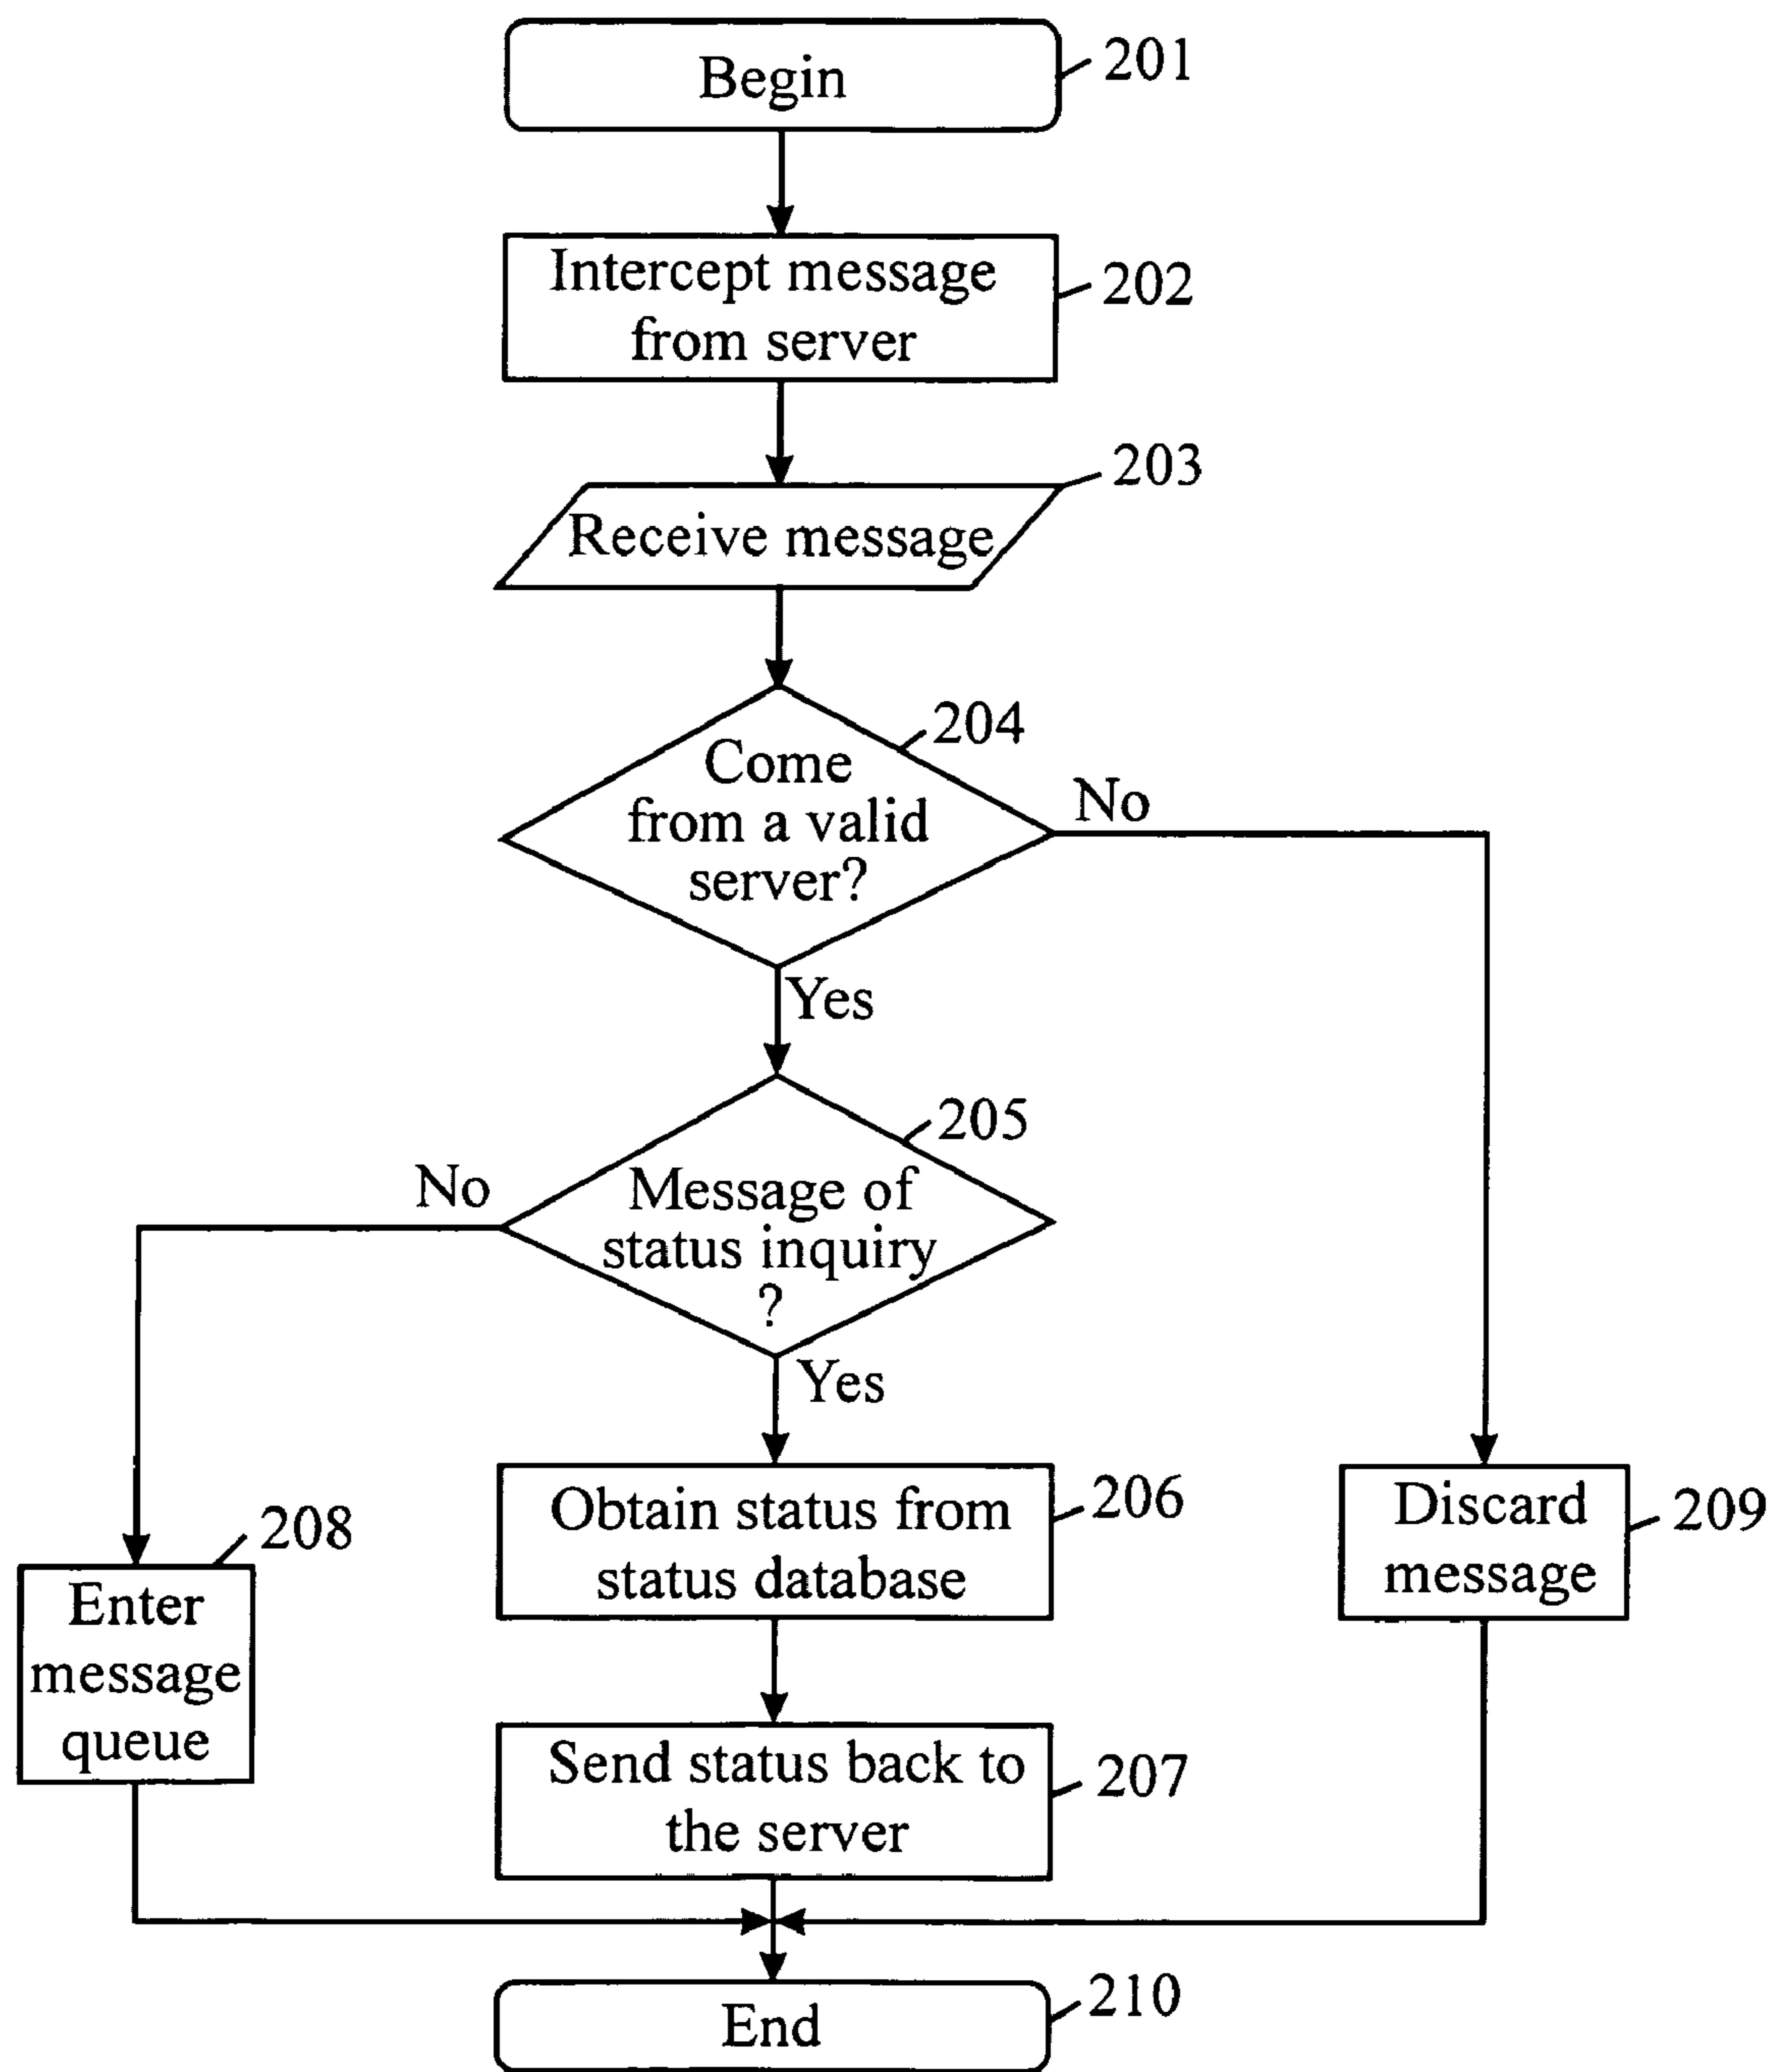 Begin
201
Intercept message
from server
202
203
Receive message
204
Come
from a valid
server?
No
Yes
205
Message of
status inquiry
?
No
Yes
Obtain status from
status database
206
Discard
message
209
208
Enter
message
queue
Send status back to
the server
207
End
210